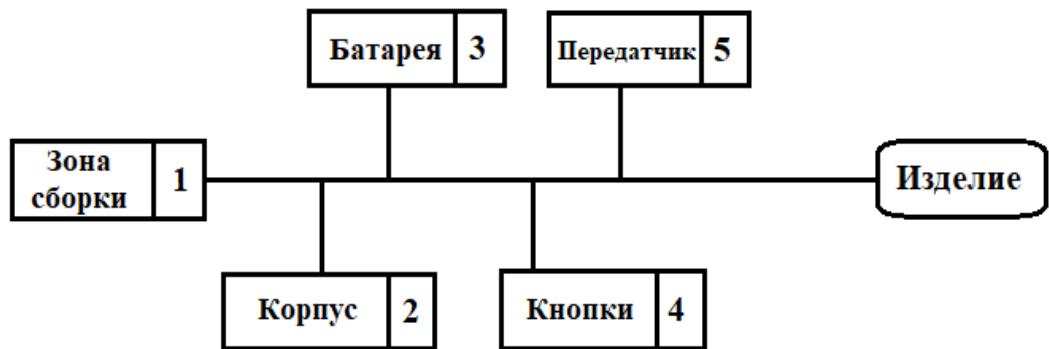 Батарея 3
Передатчик 5
Зона
сборки 1
Изделие
Корпус 2
Кнопки 4